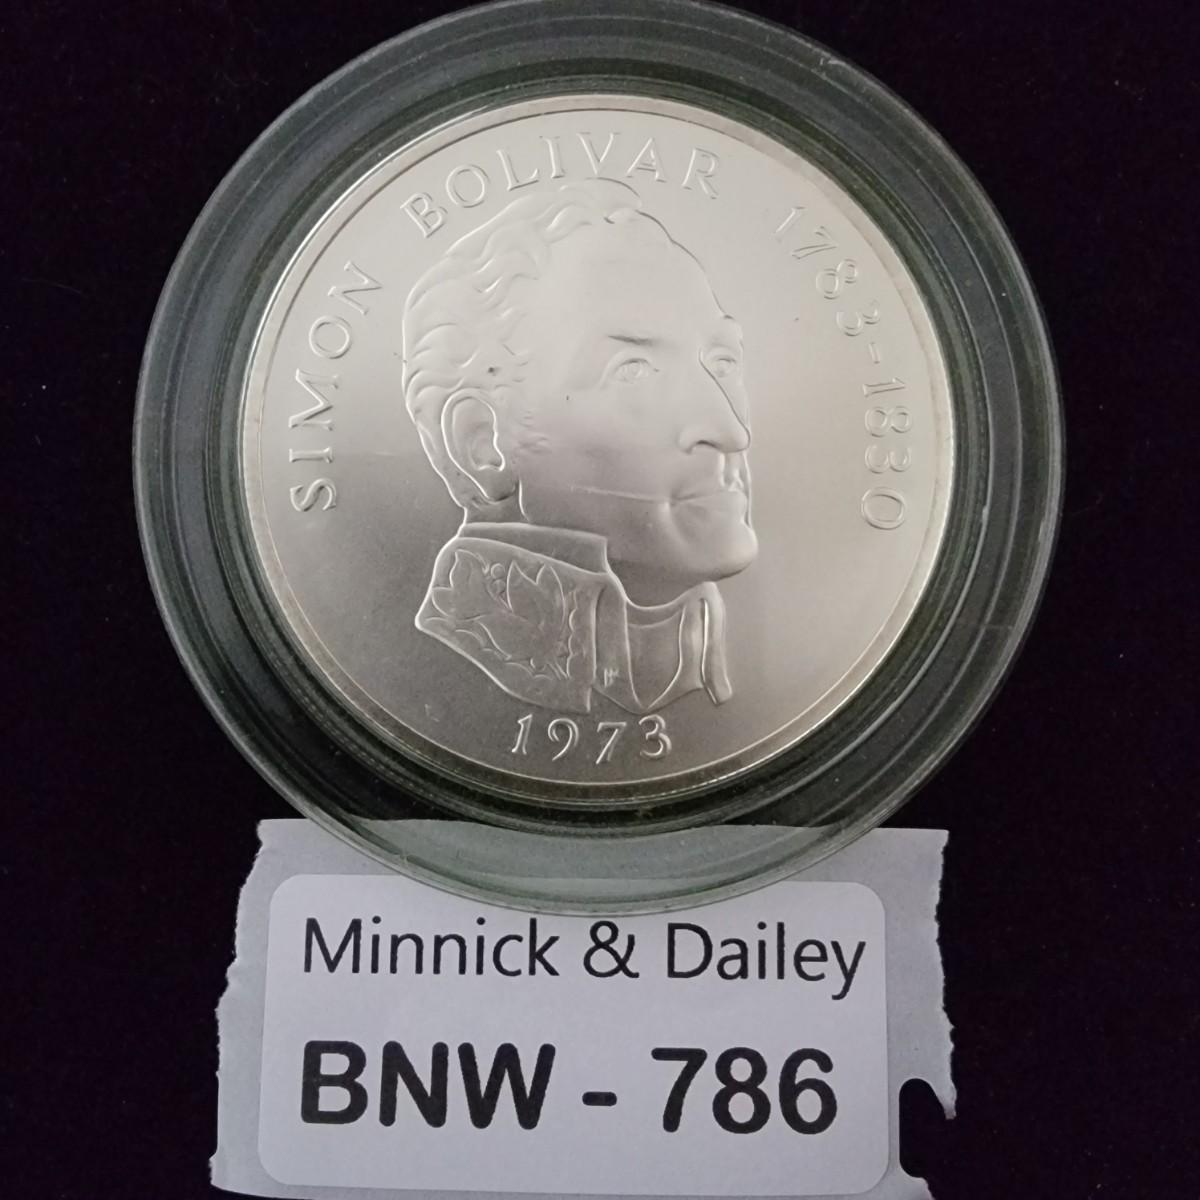 SIMON BOLIVAR 1783-1830
1973
Minnick & Dailey
BNW - 786